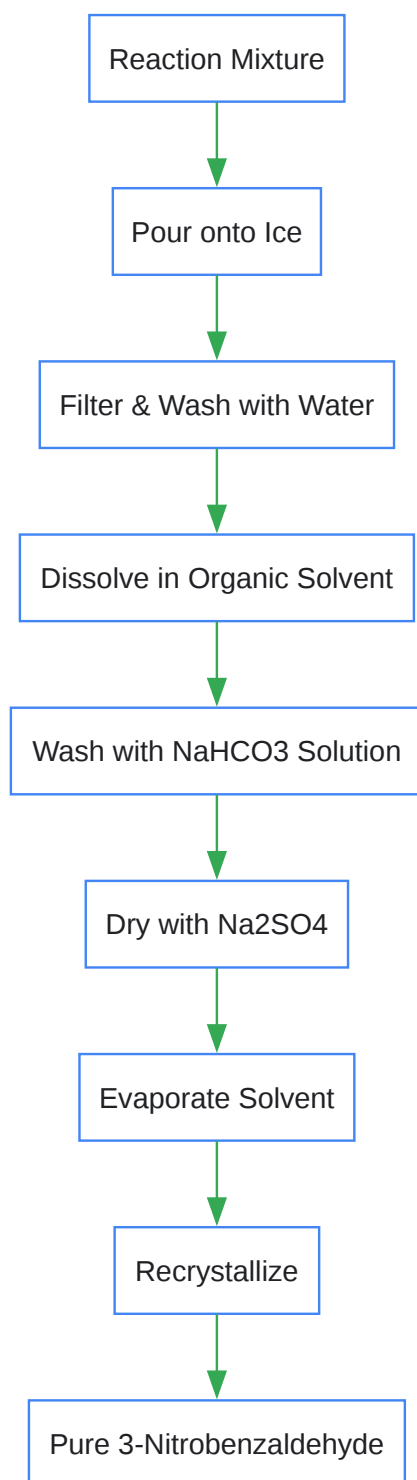 Reaction Mixture
Pour onto Ice
Filter & Wash with Water
Dissolve in Organic Solvent
Wash with NaHCO3 Solution
Dry with Na2SO4
Evaporate Solvent
Recrystallize
Pure 3-Nitrobenzaldehyde